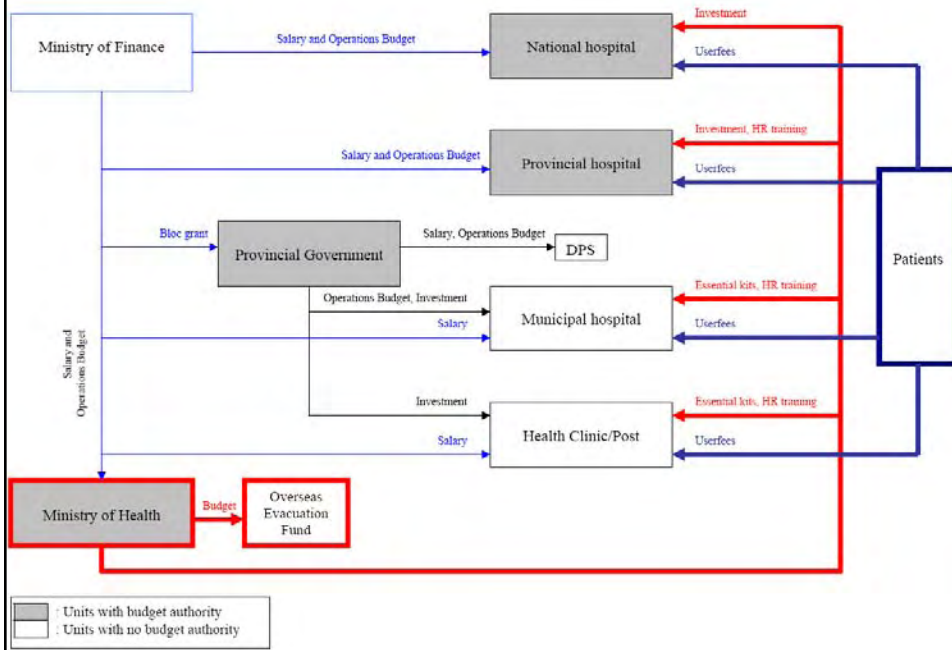 Ministry of Finance
Salary and Operations Budget
National hospital
Investment
Userfees
Salary and Operations Budget
Provincial hospital
Investment, HR training
Userfees
Bloc grant
Provincial Government
Salary, Operations Budget
DPS
Patients
Operations Budget, Investment
Salary
Municipal hospital
Essential kits, HR training
Userfees
Salary and
Operations Budget
Investment
Salary
Health Clinic/Post
Essential kits, HR training
Userfees
Ministry of Health
Budget
Overseas
Evacuation
Fund
: Units with budget authority
: Units with no budget authority